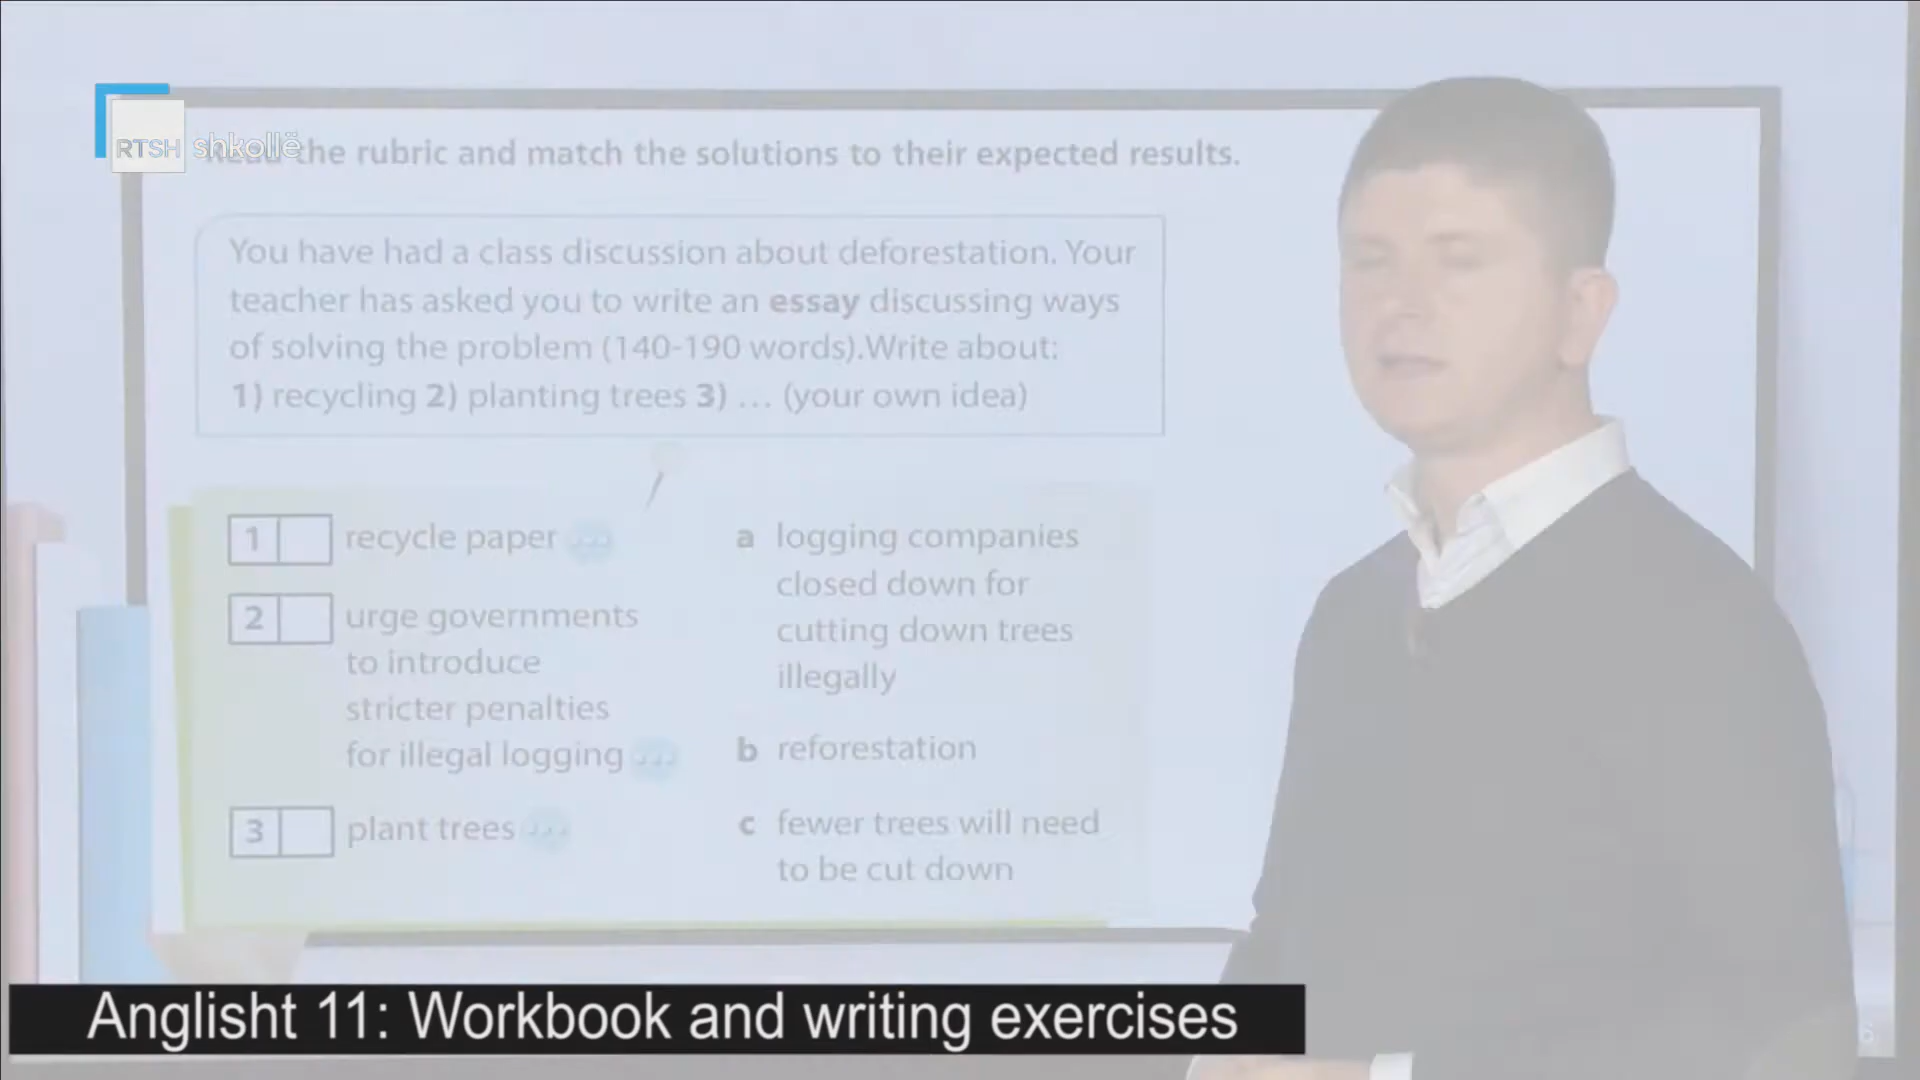 RTSH shkollë
the rubric and match the solutions to their expected results.
You have had a class discussion about deforestation. Your
teacher has asked you to write an essay discussing ways
of solving the problem (140-190 words).Write about:
1) recycling 2) planting trees 3) ... (your own idea)
1 recycle paper
2 urge governments
to introduce
stricter penalties
for illegal logging
3 plant trees
a logging companies
closed down for
cutting down trees
illegally
b reforestation
c fewer trees will need
to be cut down
Anglisht 11: Workbook and writing exercises